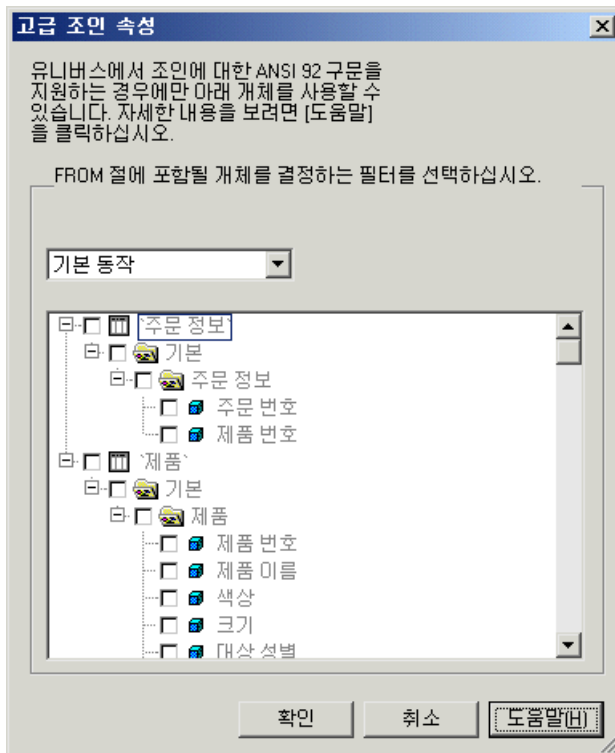 고급 조인 속성
유니버스에서 조인에 대한 ANSI 92 구문을
지원하는 경우에만 아래 개체를 사용할 수
있습니다. 자세한 내용을 보려면 [도움말]
을 클릭하십시오.
FROM 절에 포함될 개체를 결정하는 필터를 선택하십시오.
기본 동작
`주문 정보`
기본
주문 정보
주문 번호
제품 번호
`제품`
기본
제품
제품 번호
제품 이름
색상
크기
대상 성별
확인 취소 도움말(H)